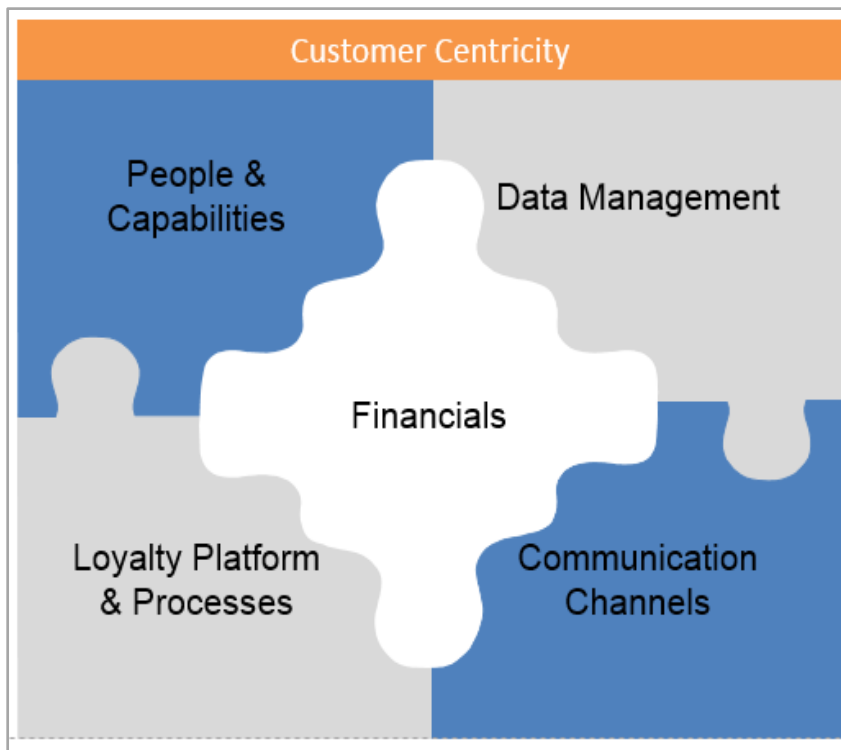 Customer Centricity
People &
Capabilities
Data Management
Financials
Loyalty Platform
& Processes
Communication
Channels